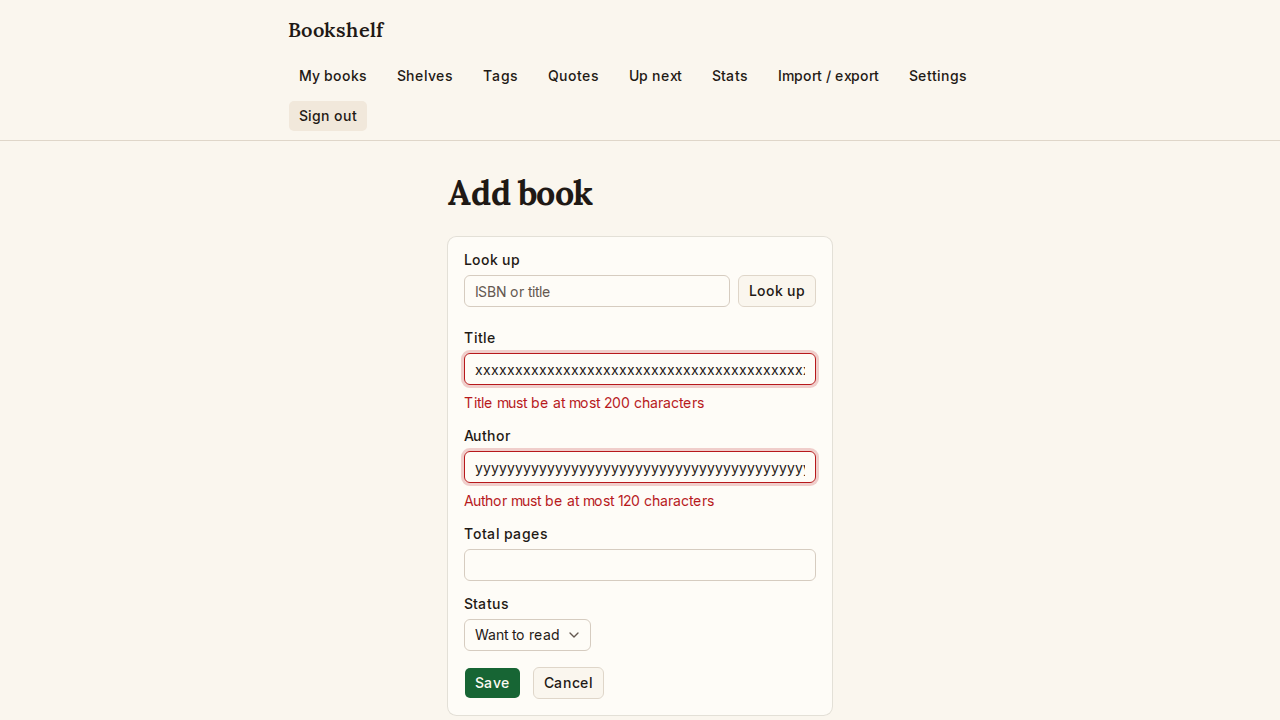 Bookshelf
My books Shelves Tags Quotes Up next Stats Import / export Settings
Sign out
Add book
Look up
ISBN or title Look up
Title
xxxxxxxxxxxxxxxxxxxxxxxxxxxxxxxxxxxxxxxxxx
Title must be at most 200 characters
Author
yyyyyyyyyyyyyyyyyyyyyyyyyyyyyyyyyyyyyyyyyy
Author must be at most 120 characters
Total pages
Status
Want to read
Save Cancel